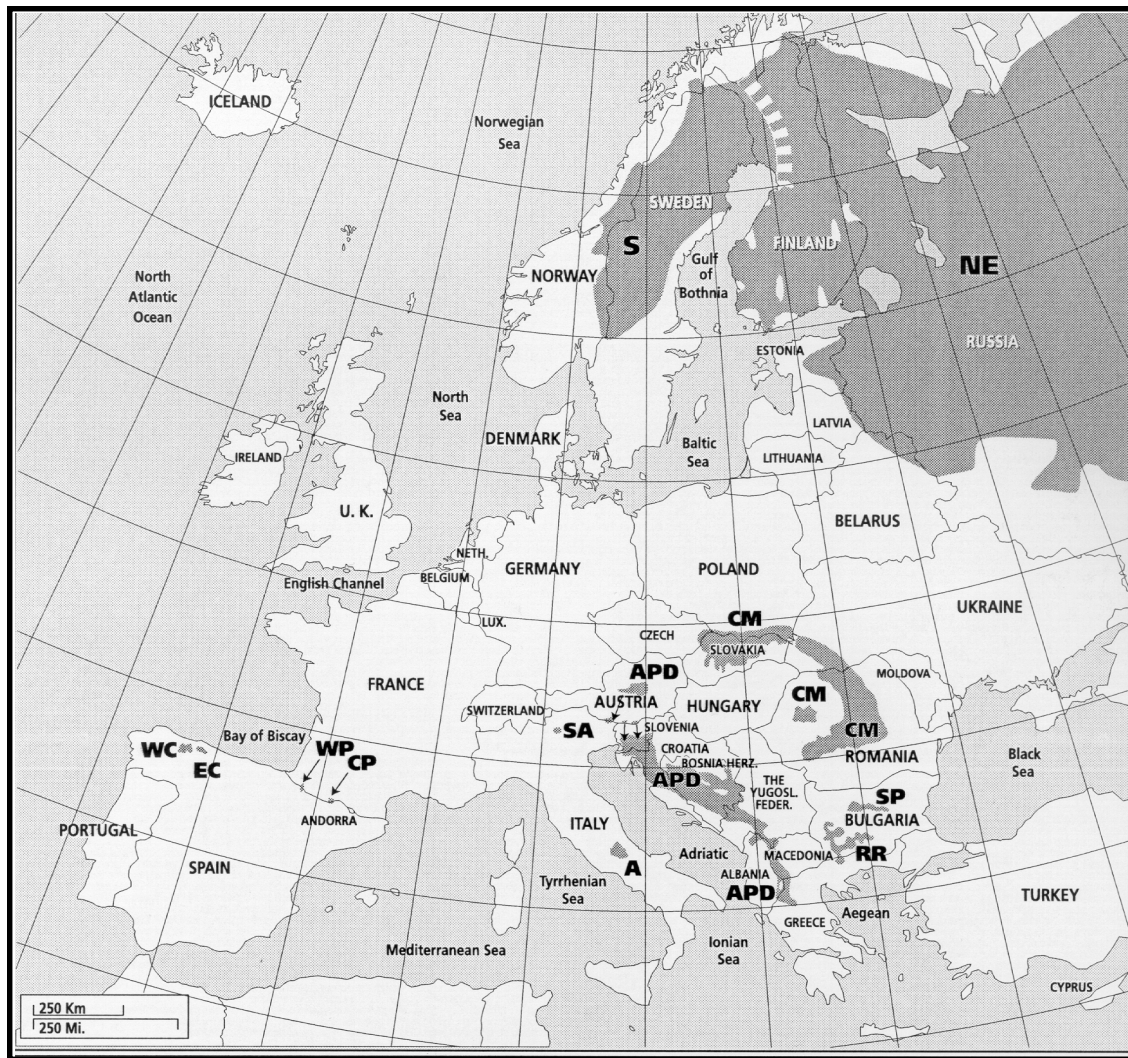 ICELAND
Norwegian
Sea
SWEDEN
S
FINLAND
NORWAY
Gulf
of
Bothnia
NE
North
Atlantic
Ocean
RUSSIA
ESTONIA
North
Sea
LATVIA
DENMARK
Baltic
Sea
LITHUANIA
IRELAND
U. K.
BELARUS
NETH.
GERMANY
POLAND
BELGIUM
English Channel
UKRAINE
LUX.
CM
CZECH
SLOVAKIA
APD
MOLDOVA
FRANCE
AUSTRIA
HUNGARY
CM
SWITZERLAND
SA
SLOVENIA
CM
Bay of Biscay
WC
EC
WP
CP
CROATIA
BOSNIA HERZ.
ROMANIA
Black
Sea
APD
THE
YUGOSL.
FEDER.
SP
BULGARIA
ANDORRA
ITALY
PORTUGAL
SPAIN
Adriatic
MACEDONIA
RR
A
ALBANIA
APD
Tyrrhenian
Sea
TURKEY
GREECE
Aegean
Mediterranean Sea
Ionian
Sea
CYPRUS
250 Km
250 Mi.